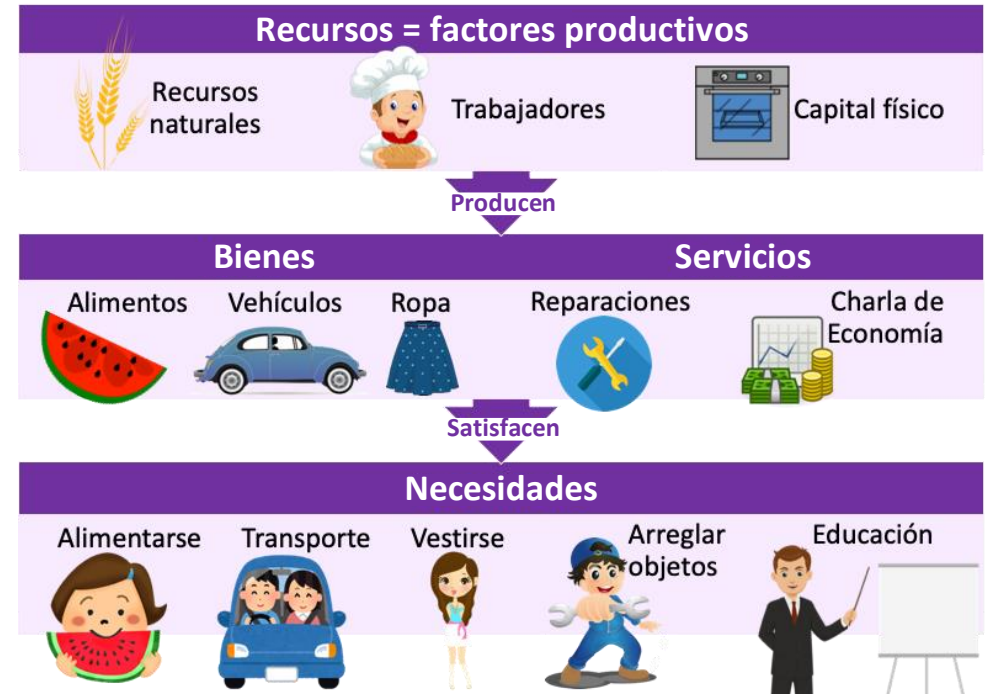 Recursos = factores productivos
Recursos
naturales
Trabajadores
Capital físico
Producen
Bienes
Servicios
Alimentos
Vehículos
Ropa
Reparaciones
Charla de
Economía
Satisfacen
Necesidades
Alimentarse
Transporte
Vestirse
Arreglar
objetos
Educación